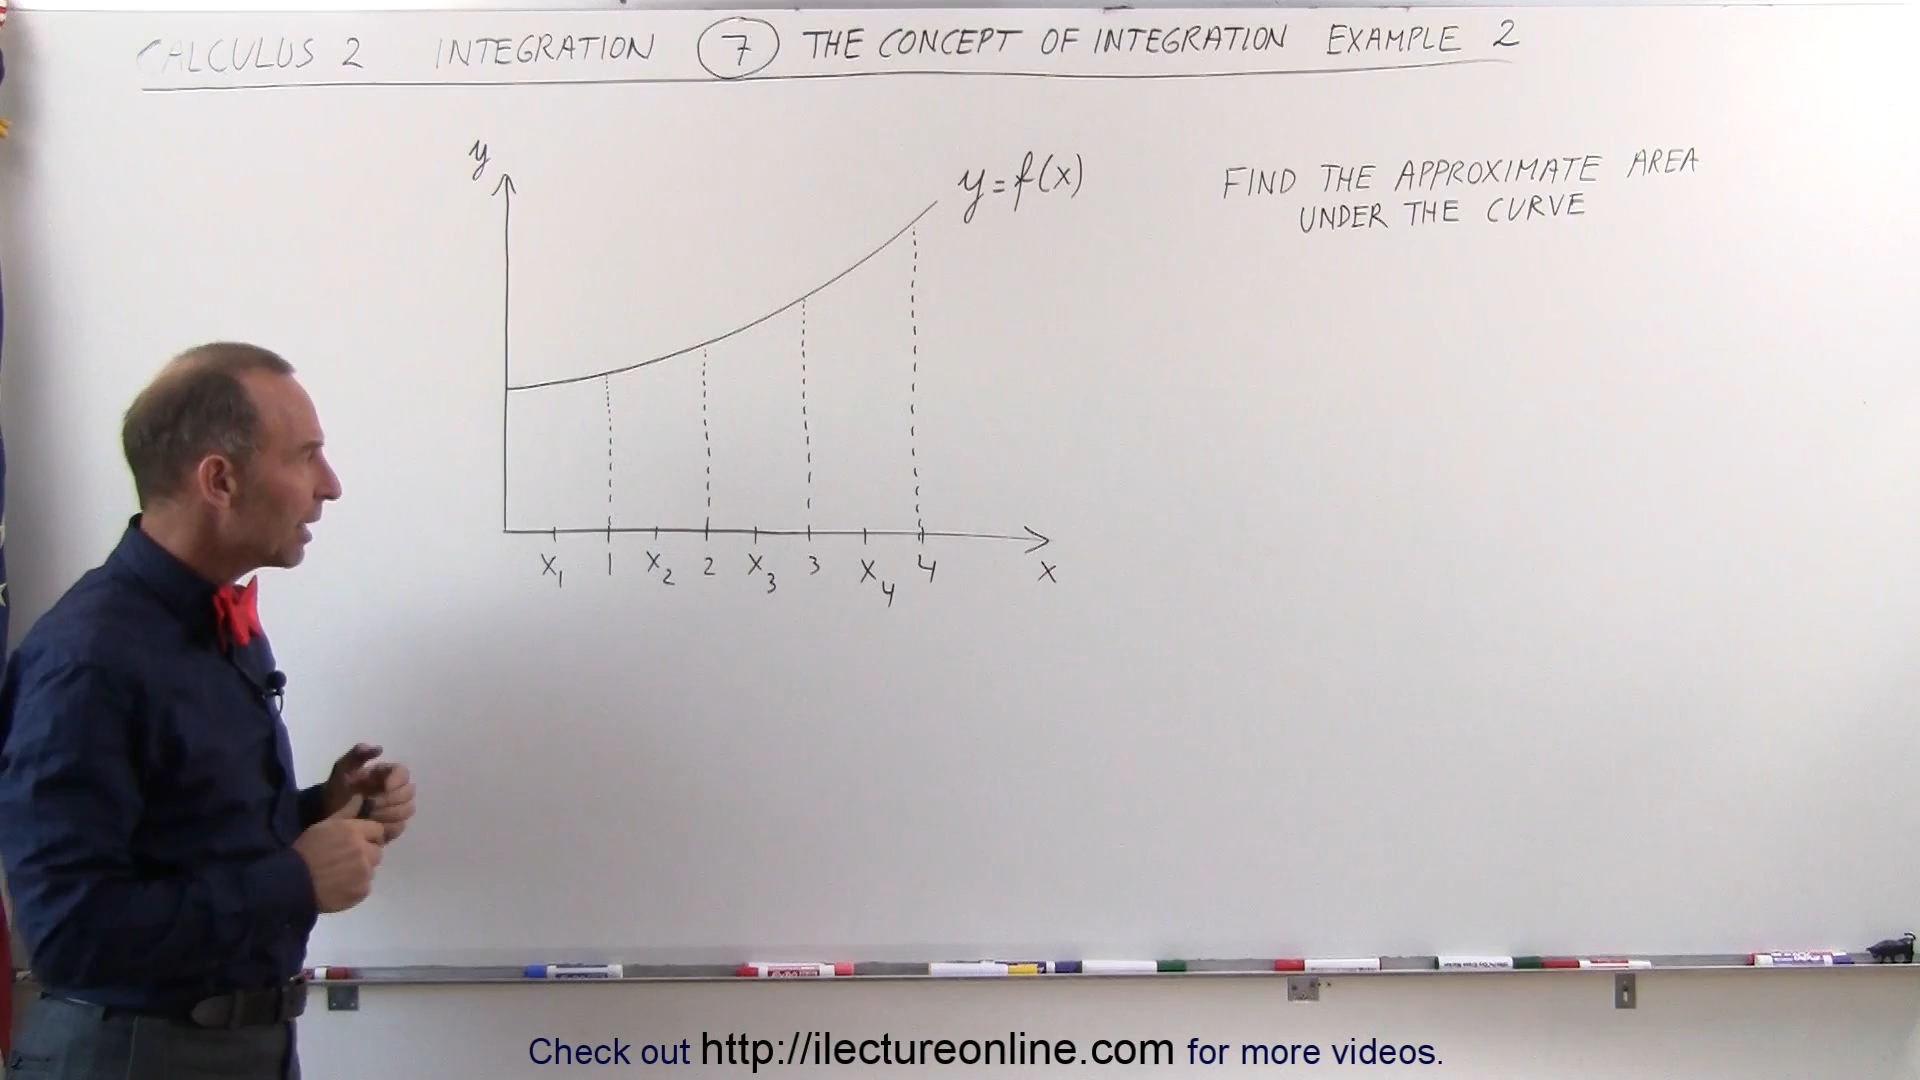 CALCULUS 2 INTEGRATION 7 THE CONCEPT OF INTEGRATION EXAMPLE 2
y
y=f(x)
FIND THE APPROXIMATE AREA
UNDER THE CURVE
x₁ 1 x₂ 2 x₃ 3 x₄ 4 x
Check out http://ilectureonline.com for more videos.